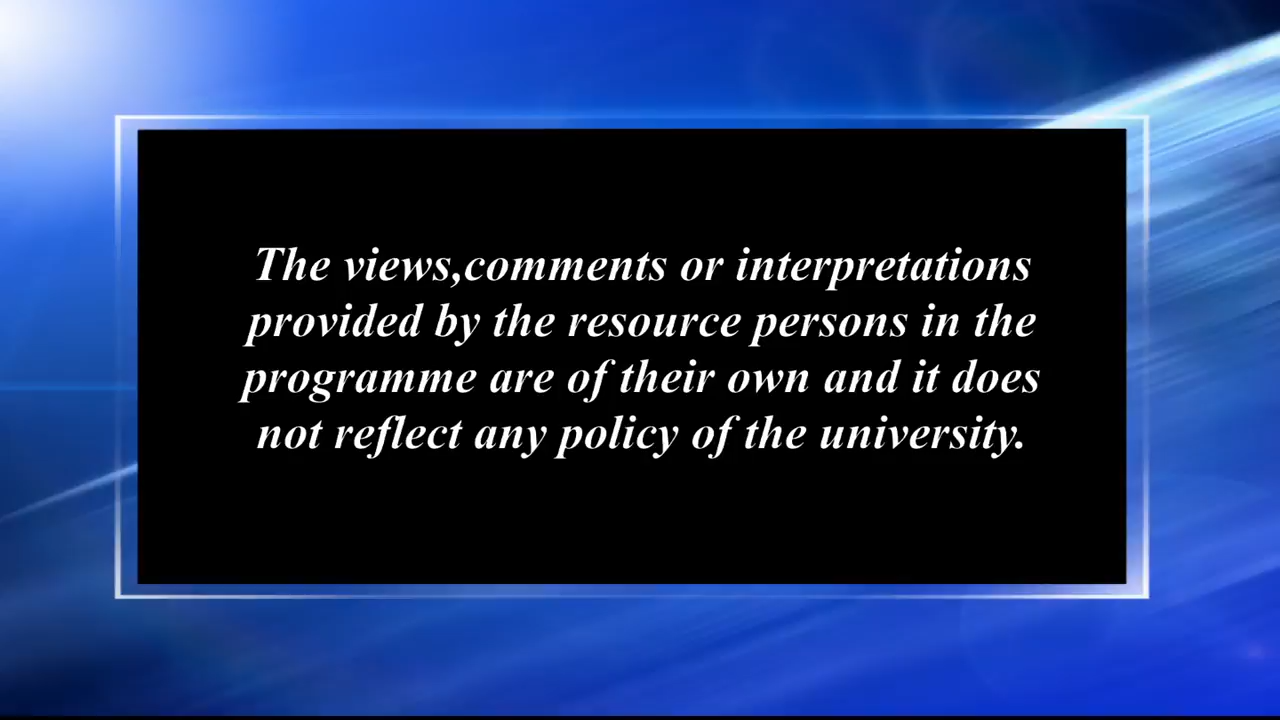 The views,comments or interpretations
provided by the resource persons in the
programme are of their own and it does
not reflect any policy of the university.